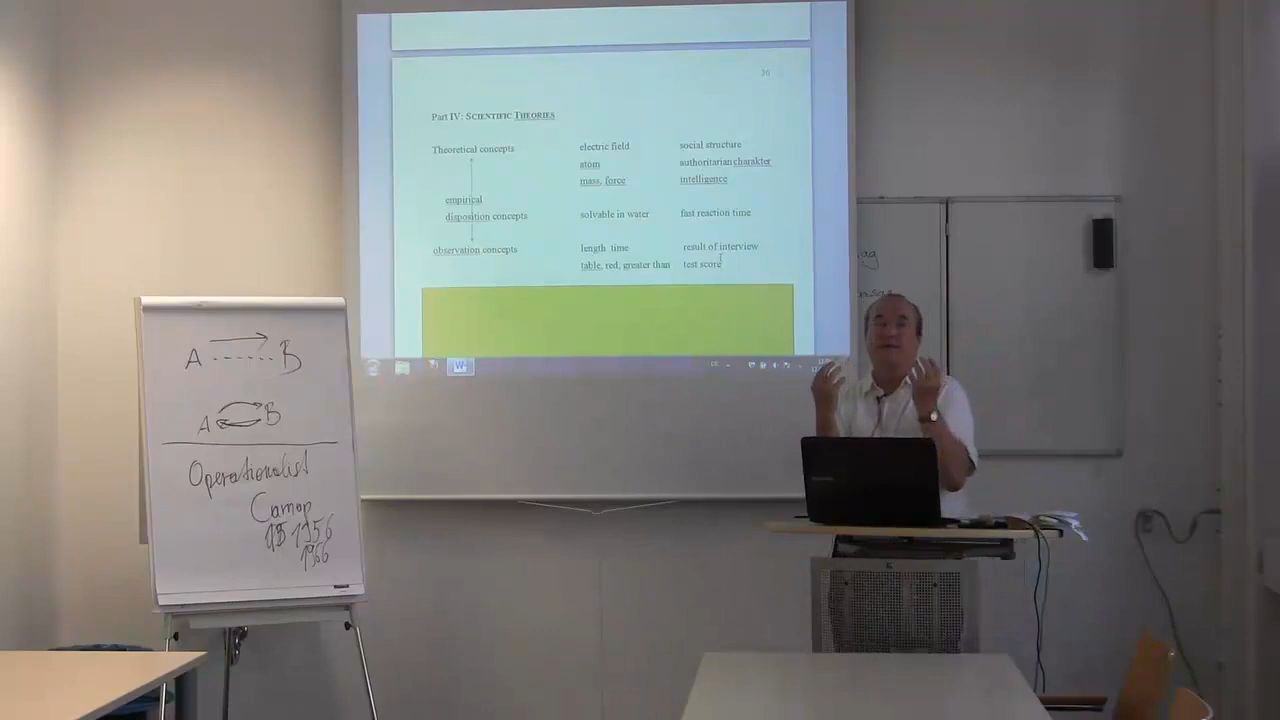 Part IV: SCIENTIFIC THEORIES
Theoretical concepts electric field social structure
atom authoritarian charakter
mass, force intelligence
empirical
disposition concepts solvable in water fast reaction time
observation concepts length time result of interview
table, red, greater than test score
A B
A B
Operationalist
Carnap
1956
1966